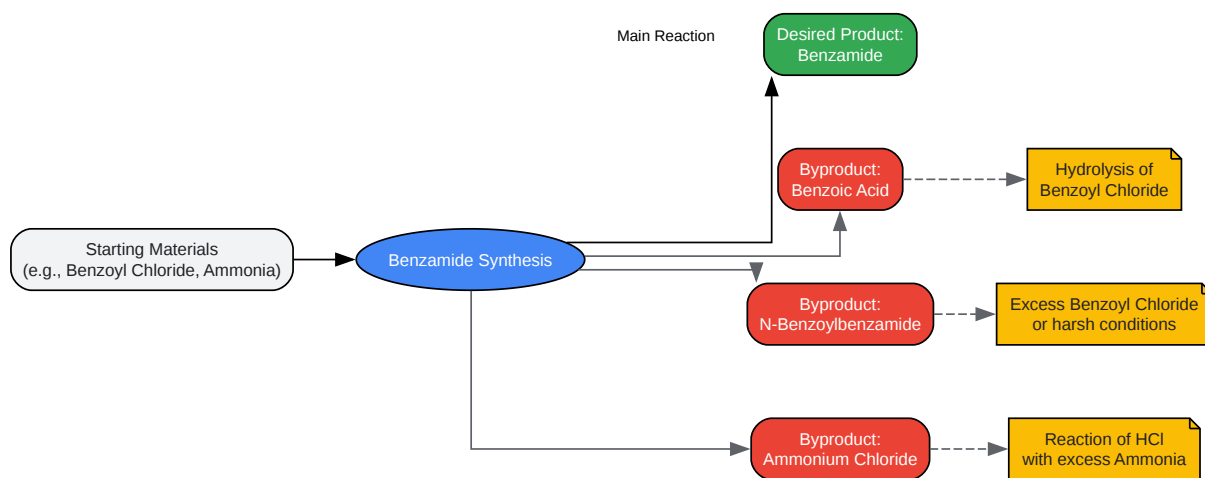 Main Reaction
Desired Product:
Benzamide
Byproduct:
Benzoic Acid
Hydrolysis of
Benzoyl Chloride
Starting Materials
(e.g., Benzoyl Chloride, Ammonia)
Benzamide Synthesis
Byproduct:
N-Benzoylbenzamide
Excess Benzoyl Chloride
or harsh conditions
Byproduct:
Ammonium Chloride
Reaction of HCl
with excess Ammonia